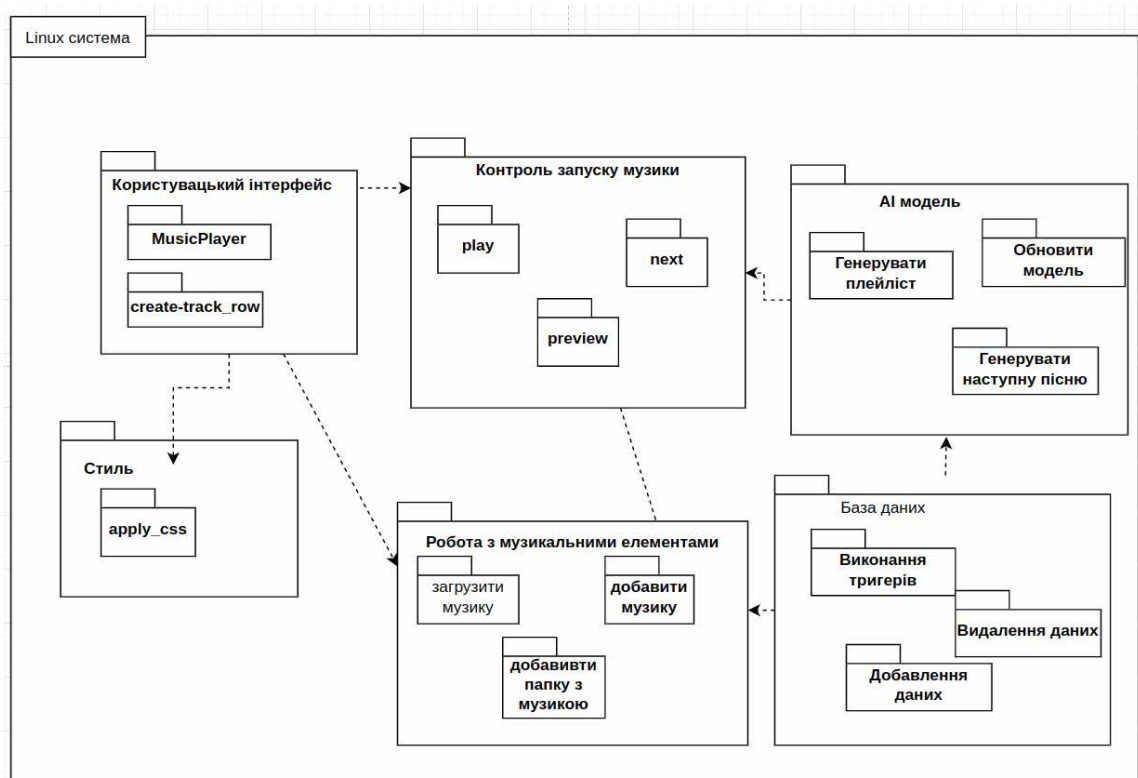 Linux система
Користувацький інтерфейс
MusicPlayer
create-track_row
Контроль запуску музики
play
next
preview
AI модель
Генерувати
плейліст
Обновити
модель
Генерувати
наступну пісню
Стиль
apply_css
Робота з музикальними елементами
загрузити
музику
добавити
музику
добавивти
папку з
музикою
База даних
Виконання
тригерів
Видалення даних
Добавлення
даних